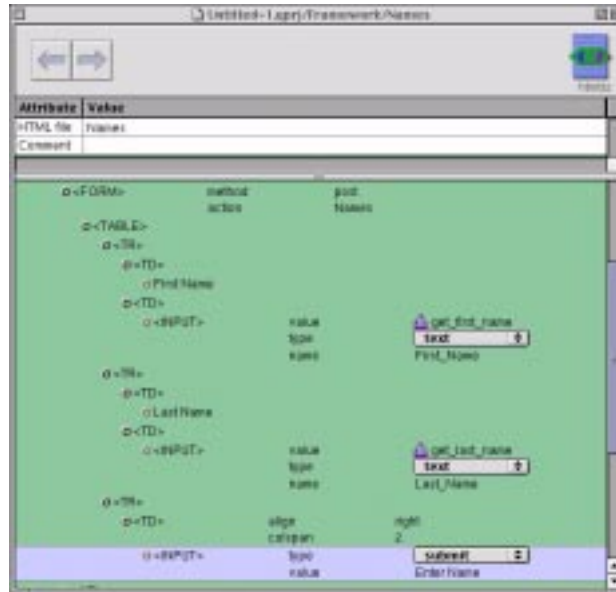 Untitled-1.aprj/Framework/Names
Attribute Value
HTML file Names
Comment
<FORM> method post
action Names
<TABLE>
<TR>
<TD>
First Name
<TD>
<INPUT> value get_first_name
type text
name First_Name
<TR>
<TD>
Last Name
<TD>
<INPUT> value get_last_name
type text
name Last_Name
<TR>
<TD> align right
colspan 2
<INPUT> type submit
value Enter Name